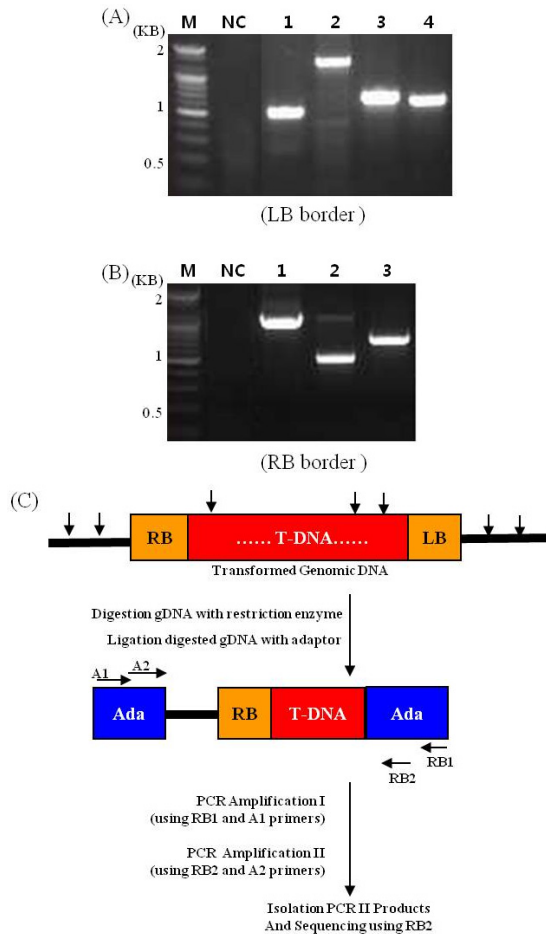 (A)
(KB)
M NC 1 2 3 4
2
1
0.5
(LB border )
(B)
(KB)
M NC 1 2 3
2
1
0.5
(RB border )
(C)
RB ...... T-DNA...... LB
Transformed Genomic DNA
Digestion gDNA with restriction enzyme
Ligation digested gDNA with adaptor
A1 A2
Ada RB T-DNA Ada
RB2 RB1
PCR Amplification I
(using RB1 and A1 primers)
PCR Amplification II
(using RB2 and A2 primers)
Isolation PCR II Products
And Sequencing using RB2